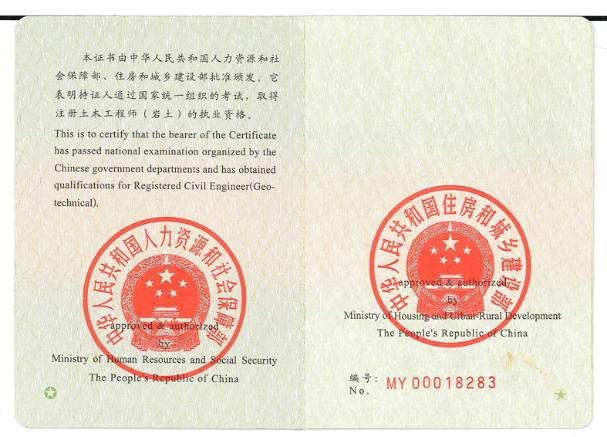 本证书由中华人民共和国人力资源和社
会保障部、住房和城乡建设部批准颁发。它
表明持证人通过国家统一组织的考试，取得
注册土木工程师（岩土）的执业资格。
This is to certify that the bearer of the Certificate
has passed national examination organized by the
Chinese government departments and has obtained
qualifications for Registered Civil Engineer(Geo-
technical).
中华人民共和国人力资源和社会保障部
approved & authorized
by
Ministry of Human Resources and Social Security
The People's Republic of China
中华人民共和国住房和城乡建设部
approved & authorized
by
Ministry of Housing and Urban-Rural Development
The People's Republic of China
编号：
No.
MY 00018283